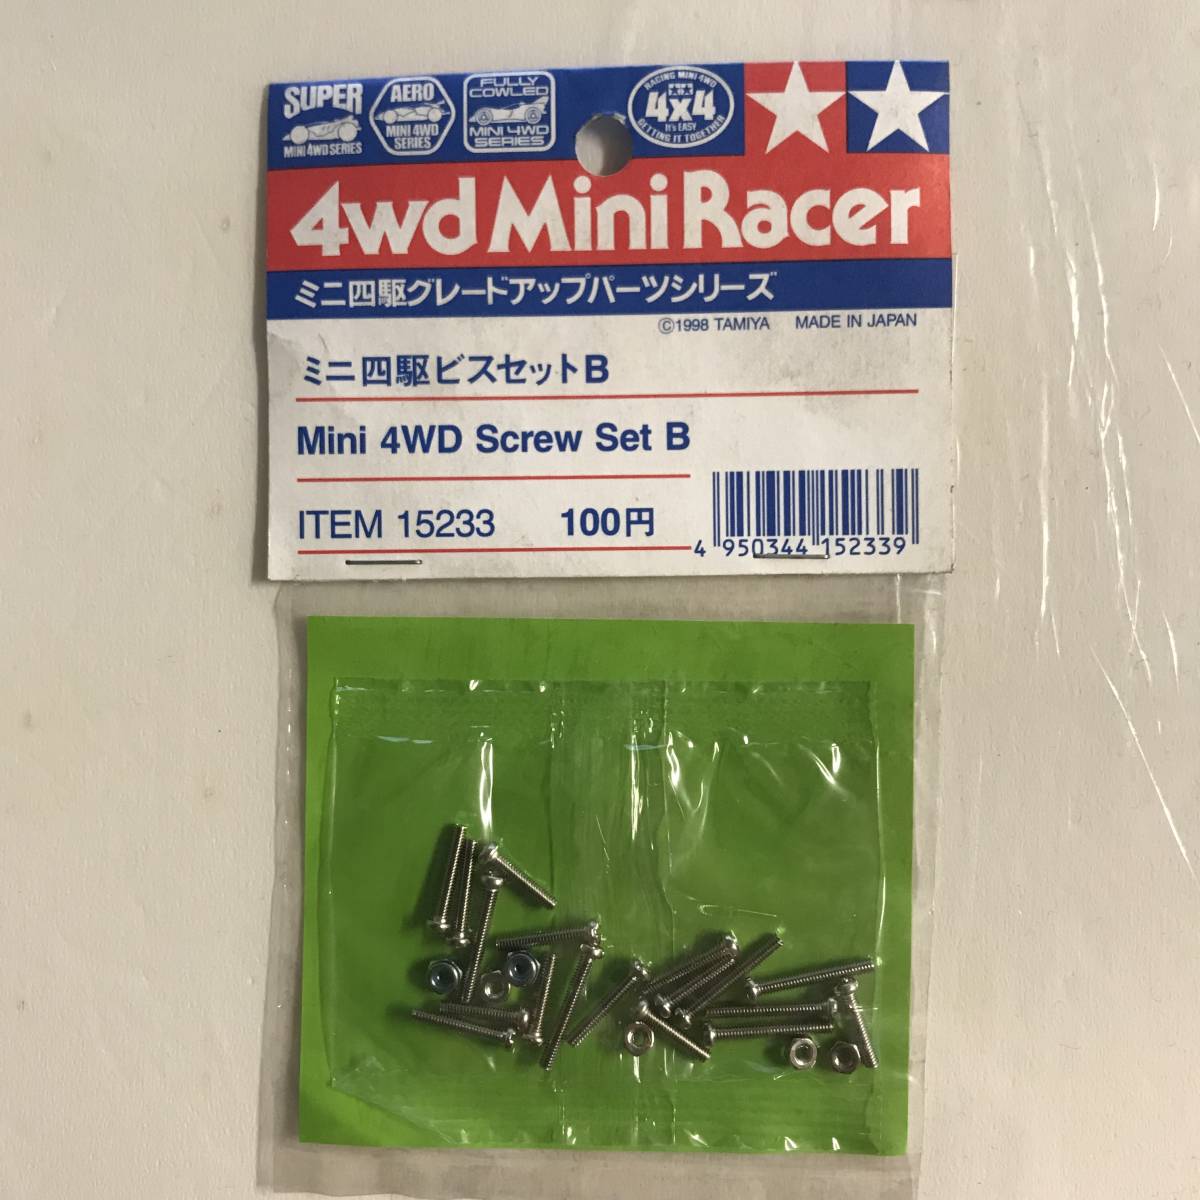 SUPER
MINI 4WD SERIES
AERO
MINI 4WD
SERIES
FULLY
COWLED
MINI 4WD
SERIES
RACING MINI 4WD
4x4
It's EASY
GETTING IT TOGETHER
4wd Mini Racer
ミニ四駆グレードアップパーツシリーズ
©1998 TAMIYA MADE IN JAPAN
ミニ四駆ビスセットB
Mini 4WD Screw Set B
ITEM 15233 100円
4 950344 152339